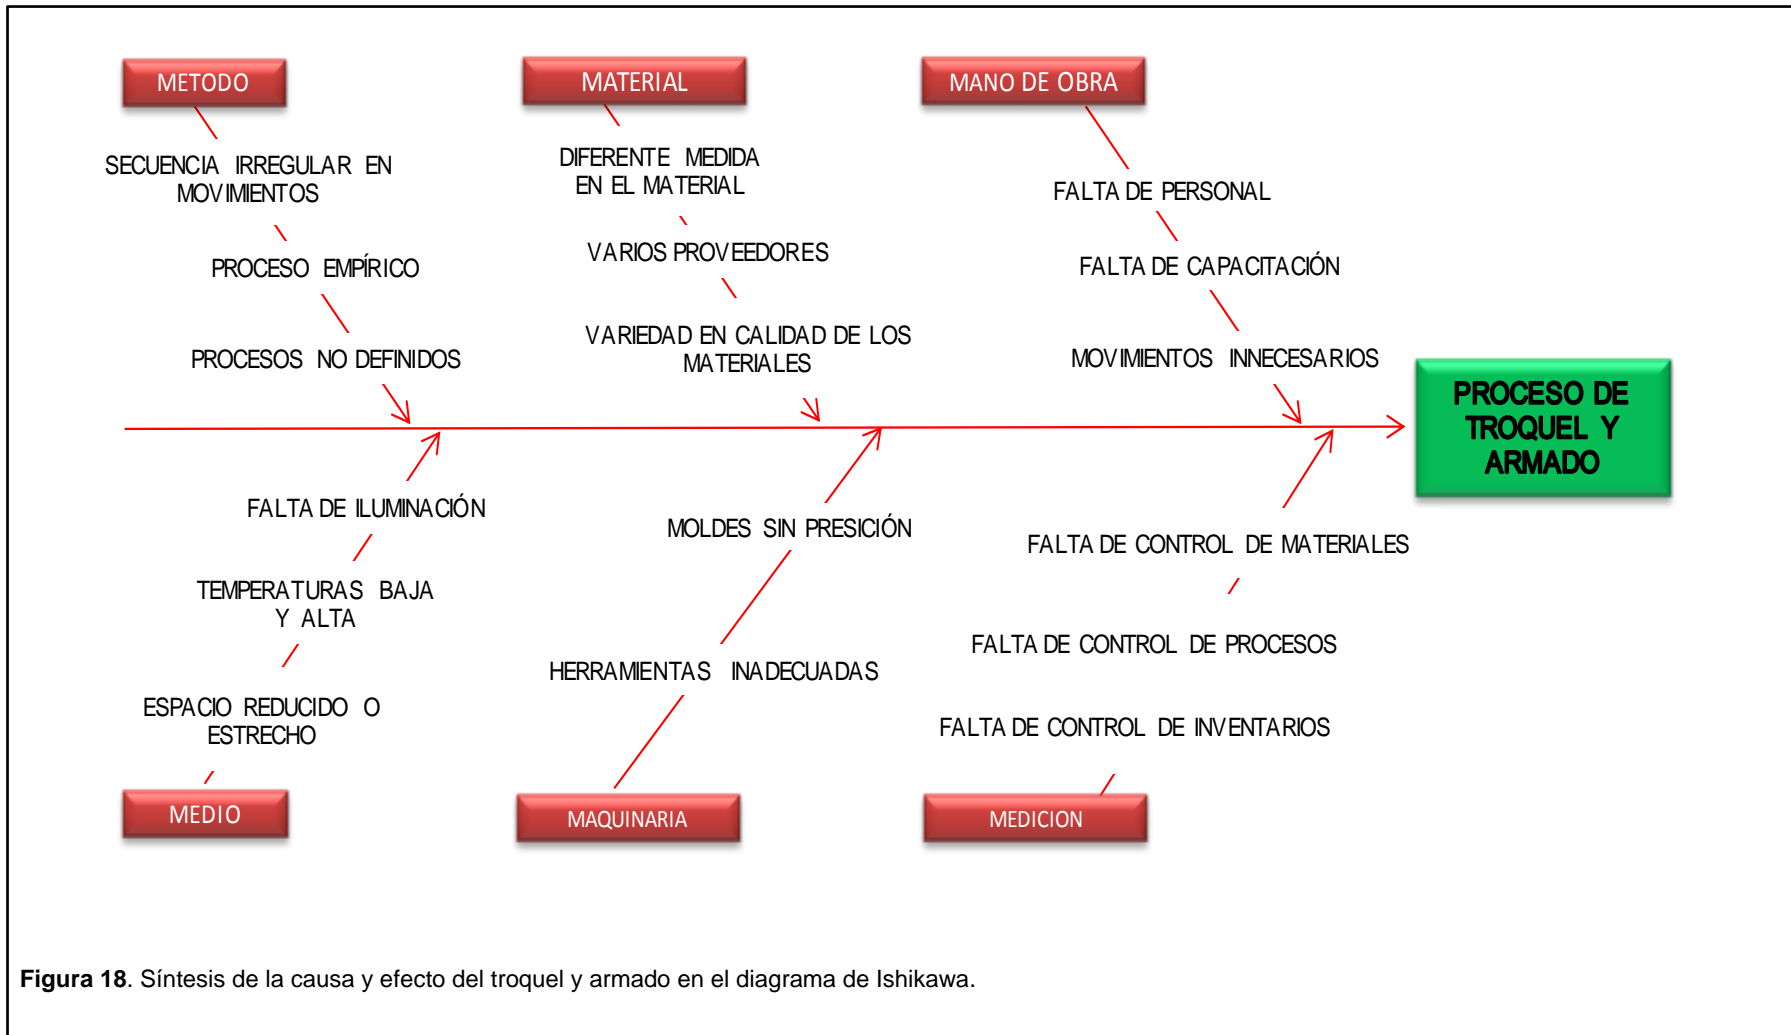 METODO
SECUENCIA IRREGULAR EN
MOVIMIENTOS
PROCESO EMPÍRICO
PROCESOS NO DEFINIDOS
MATERIAL
DIFERENTE MEDIDA
EN EL MATERIAL
VARIOS PROVEEDORES
VARIEDAD EN CALIDAD DE LOS
MATERIALES
MANO DE OBRA
FALTA DE PERSONAL
FALTA DE CAPACITACIÓN
MOVIMIENTOS INNECESARIOS
PROCESO DE
TROQUEL Y
ARMADO
FALTA DE ILUMINACIÓN
TEMPERATURAS BAJA
Y ALTA
ESPACIO REDUCIDO O
ESTRECHO
MEDIO
MOLDES SIN PRESICIÓN
HERRAMIENTAS INADECUADAS
MAQUINARIA
FALTA DE CONTROL DE MATERIALES
FALTA DE CONTROL DE PROCESOS
FALTA DE CONTROL DE INVENTARIOS
MEDICION
Figura 18. Síntesis de la causa y efecto del troquel y armado en el diagrama de Ishikawa.